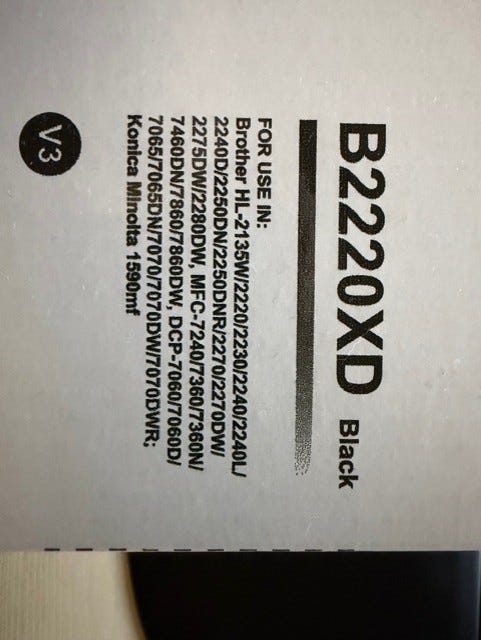 B2220XD Black
FOR USE IN:
Brother HL-2135W/2220/2230/2240/2240L/
2240D/2250DN/2250DNR/2270/2270DW/
2275DW/2280DW, MFC-7240/7360/7360N/
7460DN/7860/7860DW, DCP-7060/7060D/
7065/7065DN/7070/7070DW/7070DWR;
Konica Minolta 1590mf
V3